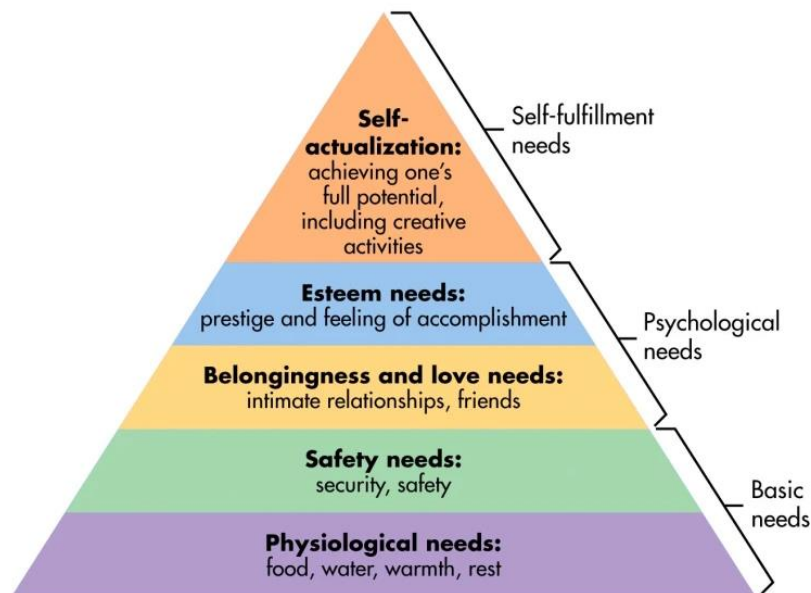 Self-
actualization:
achieving one's
full potential,
including creative
activities
Self-fulfillment
needs
Esteem needs:
prestige and feeling of accomplishment
Belongingness and love needs:
intimate relationships, friends
Psychological
needs
Safety needs:
security, safety
Physiological needs:
food, water, warmth, rest
Basic
needs